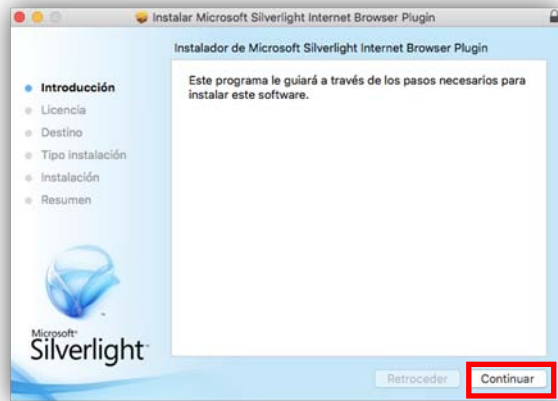 Instalar Microsoft Silverlight Internet Browser Plugin
Instalador de Microsoft Silverlight Internet Browser Plugin
Introducción
Licencia
Destino
Tipo instalación
Instalación
Resumen
Este programa le guiará a través de los pasos necesarios para
instalar este software.
Microsoft
Silverlight
Retroceder
Continuar